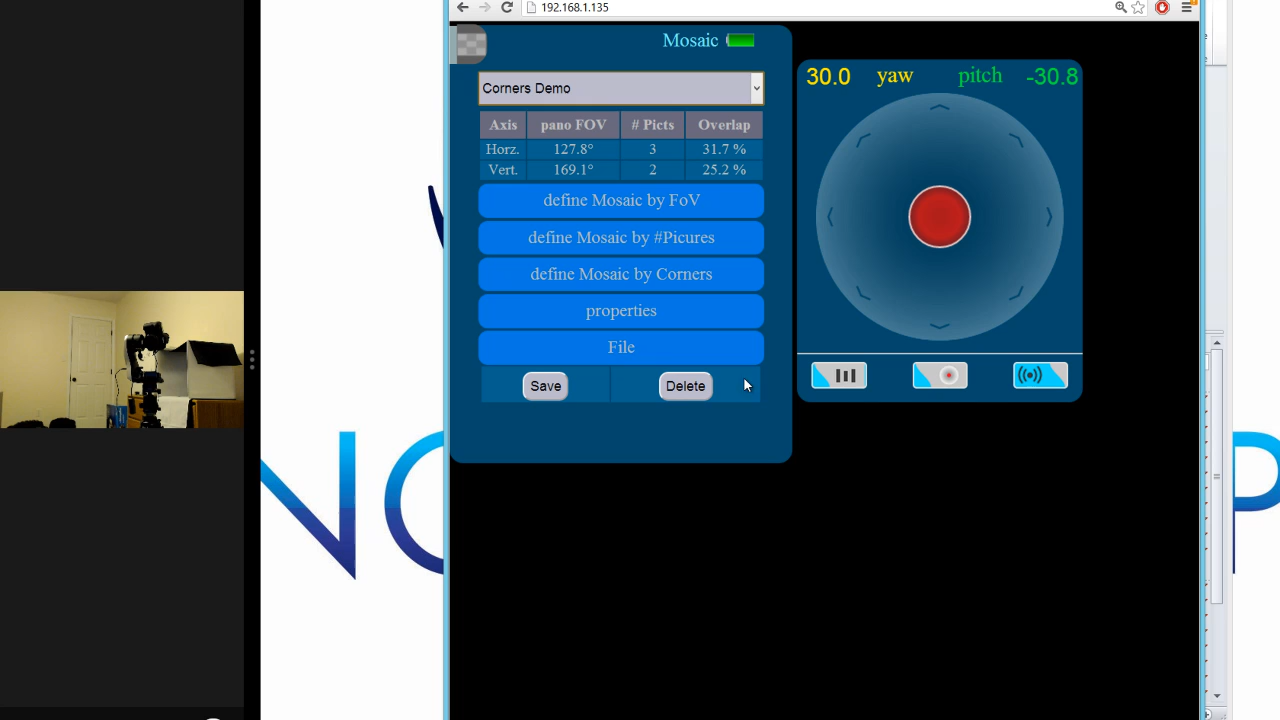 192.168.1.135
Mosaic
Corners Demo
Axis pano FOV # Picts Overlap
Horz. 127.8° 3 31.7 %
Vert. 169.1° 2 25.2 %
define Mosaic by FoV
define Mosaic by #Picures
define Mosaic by Corners
properties
File
Save Delete
30.0 yaw pitch -30.8